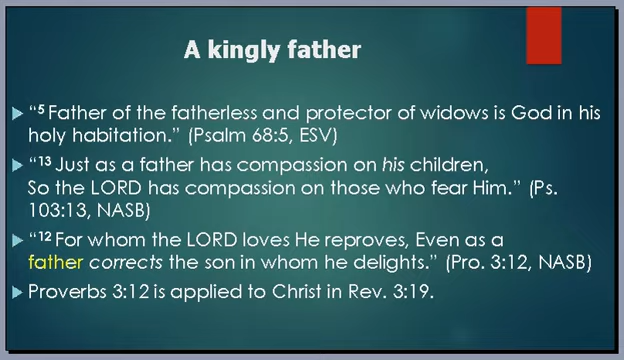 A kingly father
“⁵Father of the fatherless and protector of widows is God in his
holy habitation.” (Psalm 68:5, ESV)
“¹³ Just as a father has compassion on his children,
So the LORD has compassion on those who fear Him.” (Ps.
103:13, NASB)
“¹² For whom the LORD loves He reproves, Even as a
father corrects the son in whom he delights.” (Pro. 3:12, NASB)
Proverbs 3:12 is applied to Christ in Rev. 3:19.